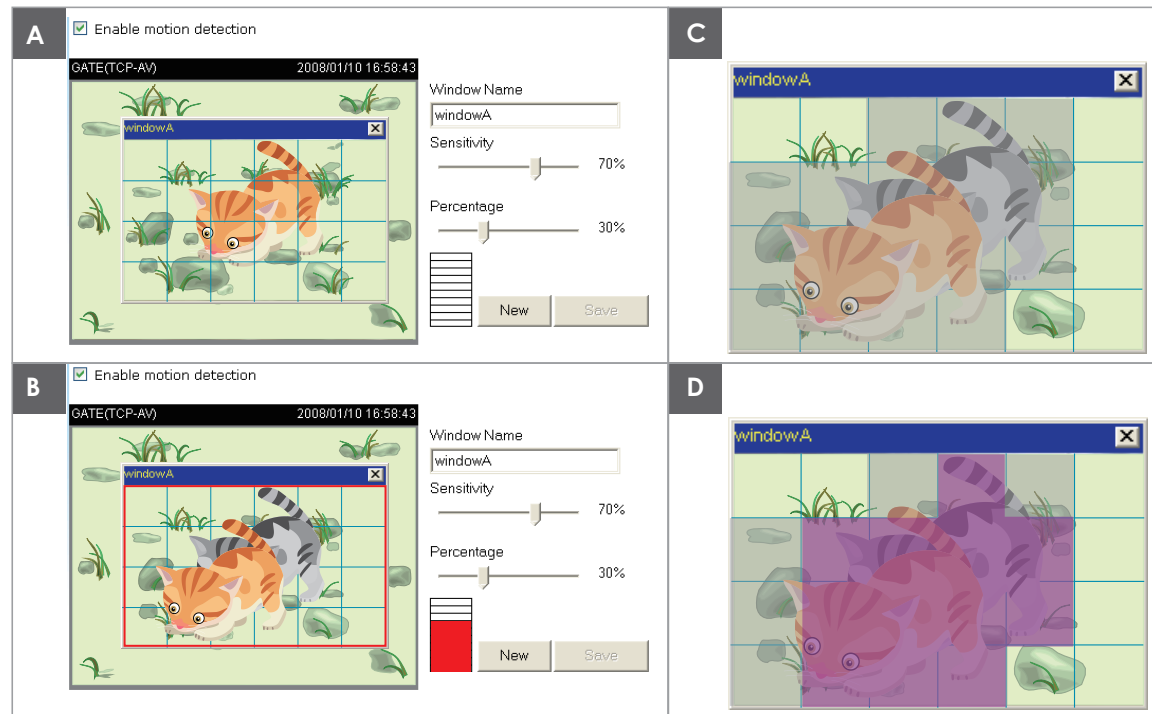 A
Enable motion detection
GATE(TCP-AV) 2008/01/10 16:58:43
windowA
Window Name
windowA
Sensitivity
70%
Percentage
30%
New Save
C
windowA
B
Enable motion detection
GATE(TCP-AV) 2008/01/10 16:58:43
windowA
Window Name
windowA
Sensitivity
70%
Percentage
30%
New Save
D
windowA